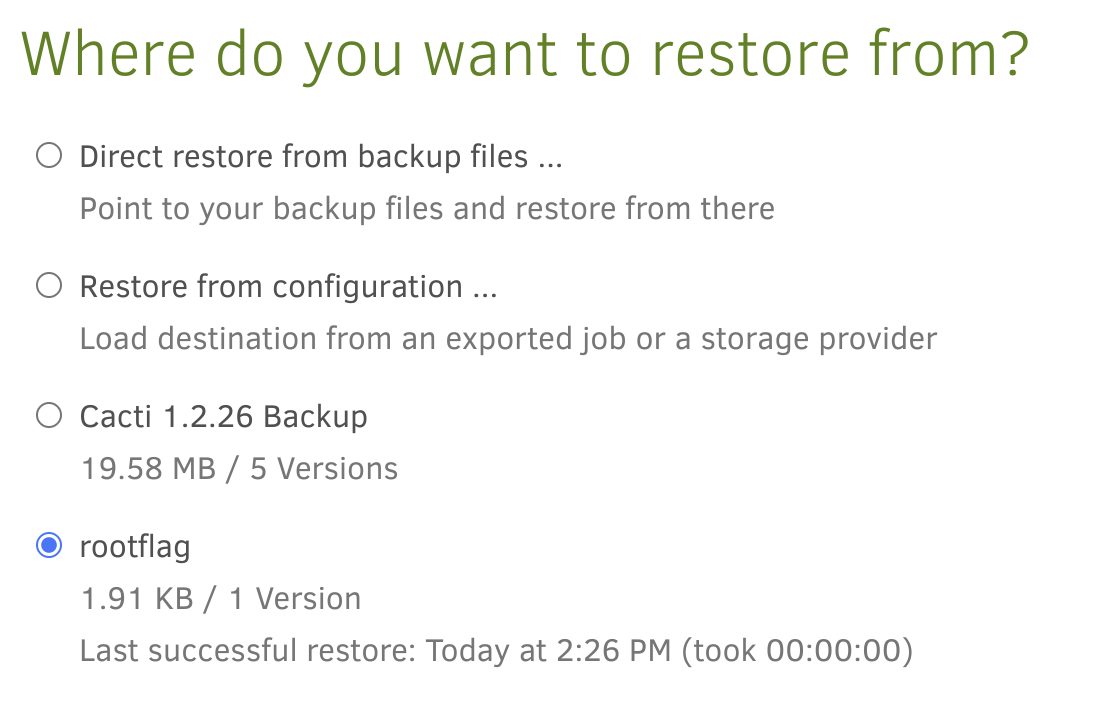 Where do you want to restore from?
Direct restore from backup files ...
Point to your backup files and restore from there
Restore from configuration ...
Load destination from an exported job or a storage provider
Cacti 1.2.26 Backup
19.58 MB / 5 Versions
rootflag
1.91 KB / 1 Version
Last successful restore: Today at 2:26 PM (took 00:00:00)